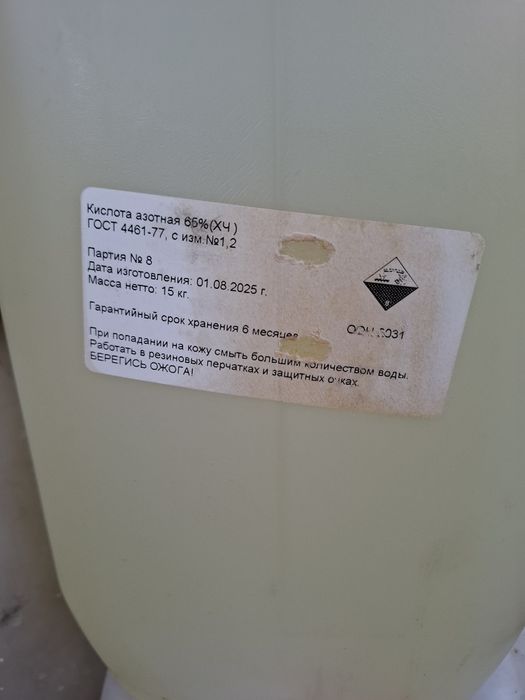 Кислота азотная 65%(ХЧ)
ГОСТ 4461-77, с изм.№1,2
Партия № 8
Дата изготовления: 01.08.2025 г.
Масса нетто: 15 кг.
8
Гарантийный срок хранения 6 месяцев
При попадании на кожу смыть большим количеством воды.
Работать в резиновых перчатках и защитных очках.
БЕРЕГИСЬ ОЖОГА!